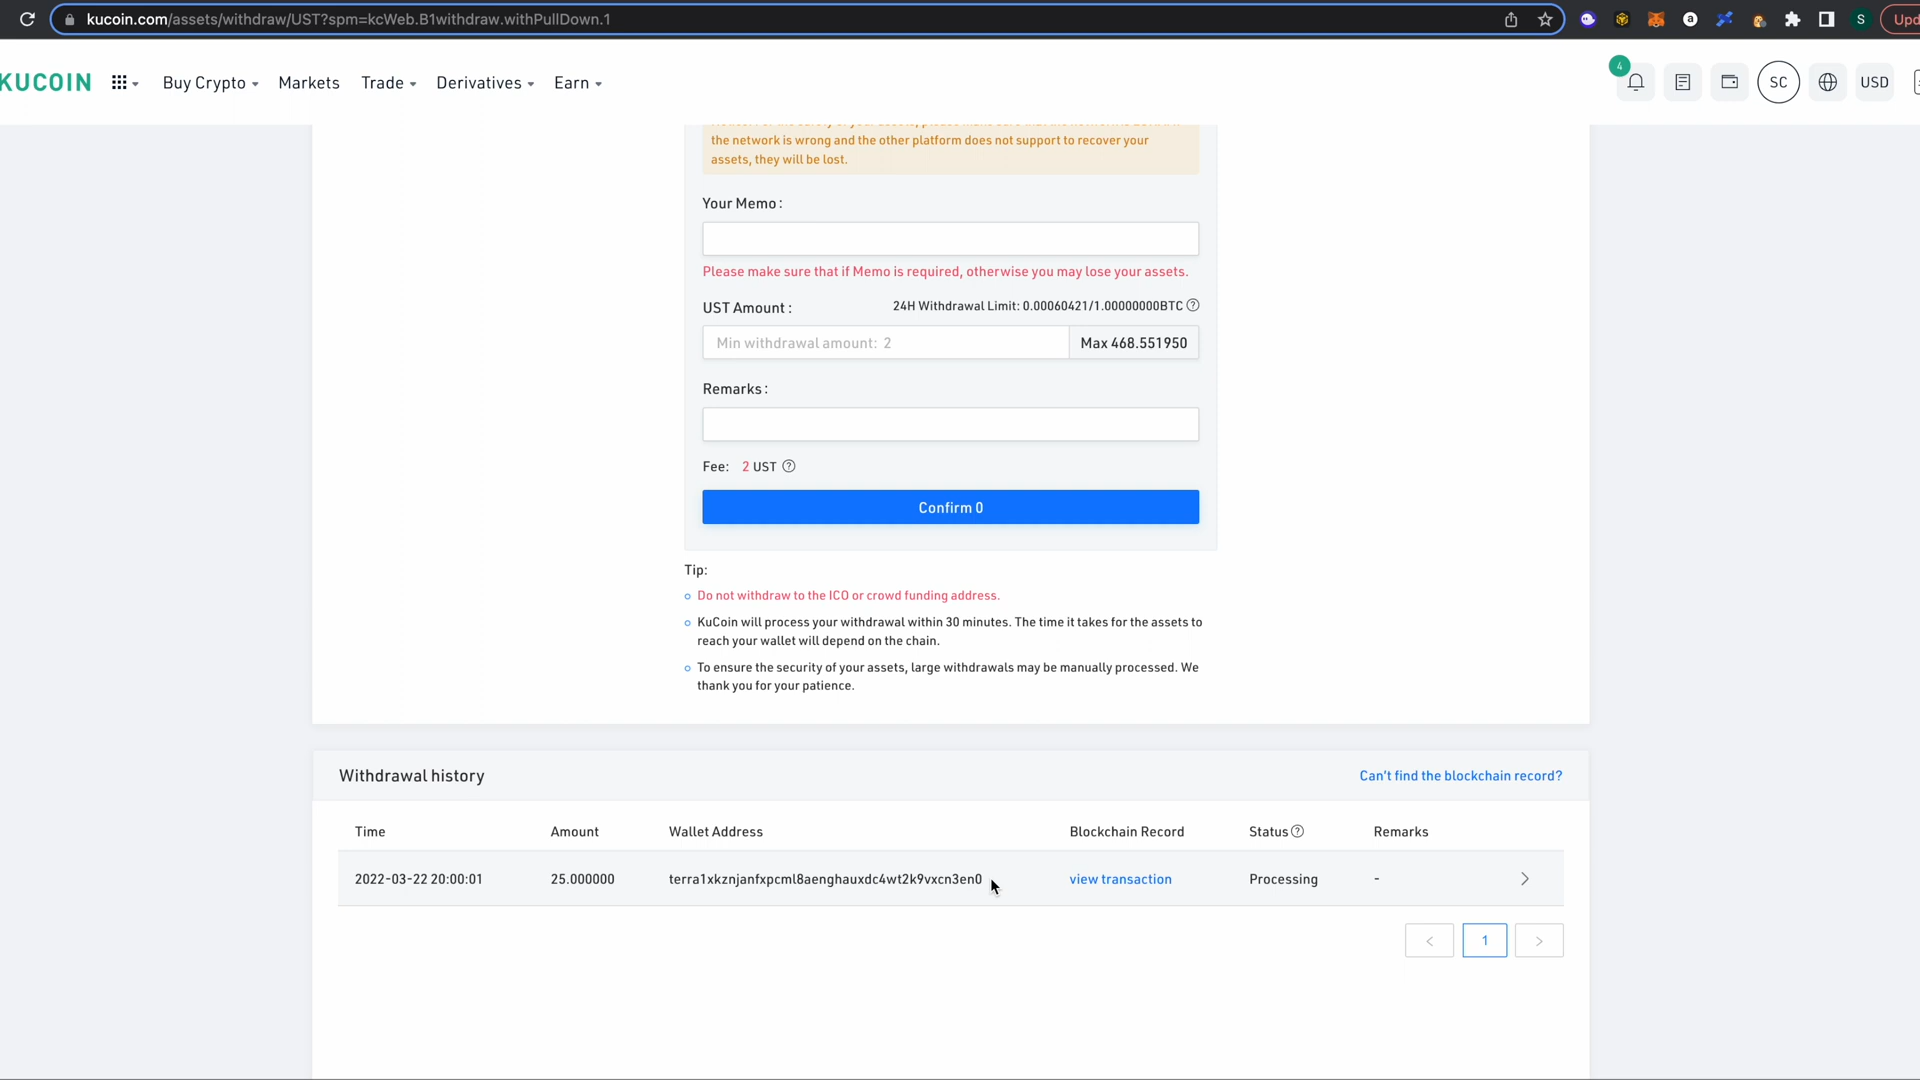 kucoin.com/assets/withdraw/UST?spm=kcWeb.B1withdraw.withPullDown.1
S
Upd
KUCOIN
Buy Crypto
Markets
Trade
Derivatives
Earn
4
SC
USD
the network is wrong and the other platform does not support to recover your
assets, they will be lost.
Your Memo :
Please make sure that if Memo is required, otherwise you may lose your assets.
UST Amount :
24H Withdrawal Limit: 0.00060421/1.00000000BTC
Min withdrawal amount: 2
Max 468.551950
Remarks :
Fee: 2 UST
Confirm 0
Tip:
Do not withdraw to the ICO or crowd funding address.
KuCoin will process your withdrawal within 30 minutes. The time it takes for the assets to
reach your wallet will depend on the chain.
To ensure the security of your assets, large withdrawals may be manually processed. We
thank you for your patience.
Withdrawal history
Can't find the blockchain record?
Time Amount Wallet Address Blockchain Record Status Remarks
2022-03-22 20:00:01 25.000000 terra1xkznjanfxpcml8aenghauxdc4wt2k9vxcn3en0 view transaction Processing -
< 1 >